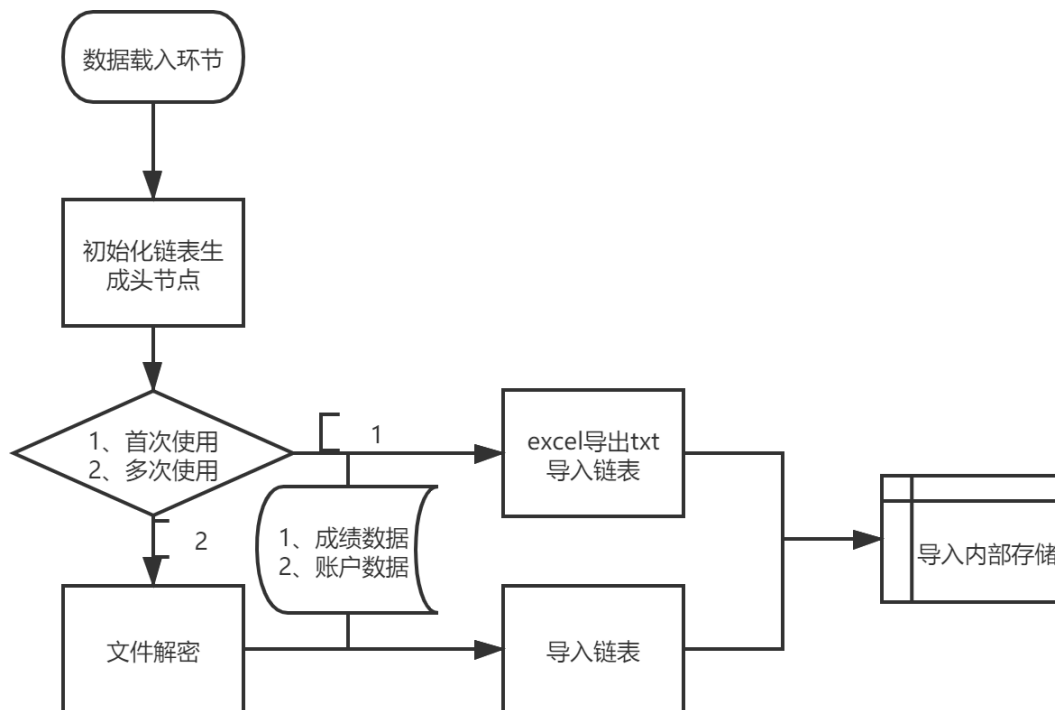 数据载入环节
初始化链表生
成头节点
1、首次使用
2、多次使用
1
excel导出txt
导入链表
2
1、成绩数据
2、账户数据
导入内部存储
文件解密
导入链表